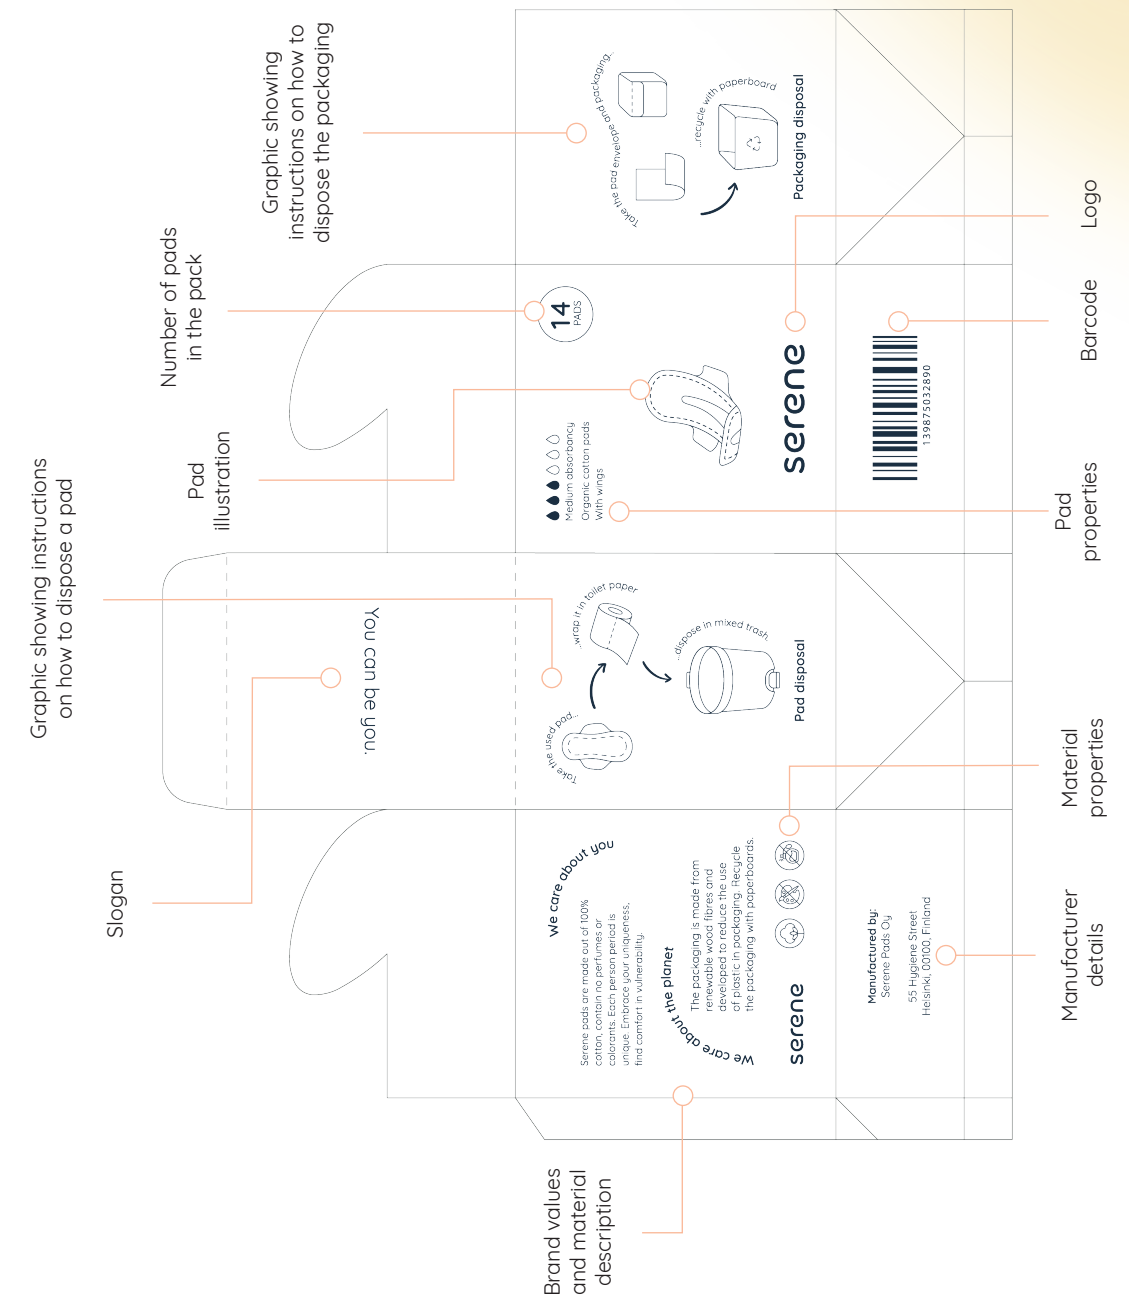 Slogan
Graphic showing instructions
on how to dispose a pad
Pad
illustration
Number of pads
in the pack
Graphic showing
instructions on how to
dispose the packaging
You can be you.
We care about you
Serene pads are made out of 100%
cotton, contain no perfumes or
colorants. Each person period is
unique. Embrace your uniqueness,
find comfort in vulnerability.
We care about the planet
The packaging is made from
renewable wood fibres and
developed to reduce the use
of plastic in packaging. Recycle
the packaging with paperboards.
serene
Manufactured by:
Serene Pads Oy
55 Hygiene Street
Helsinki, 00100, Finland
Take the used pad...
...wrap it in toilet paper
...dispose in mixed trash.
Pad disposal
Medium absorbancy
Organic cotton pads
With wings
14
PADS
serene
139875032890
Take the pad envelope and packaging...
...recycle with paperboard
Packaging disposal
Brand values
and material
description
Manufacturer
details
Material
properties
Pad
properties
Barcode
Logo